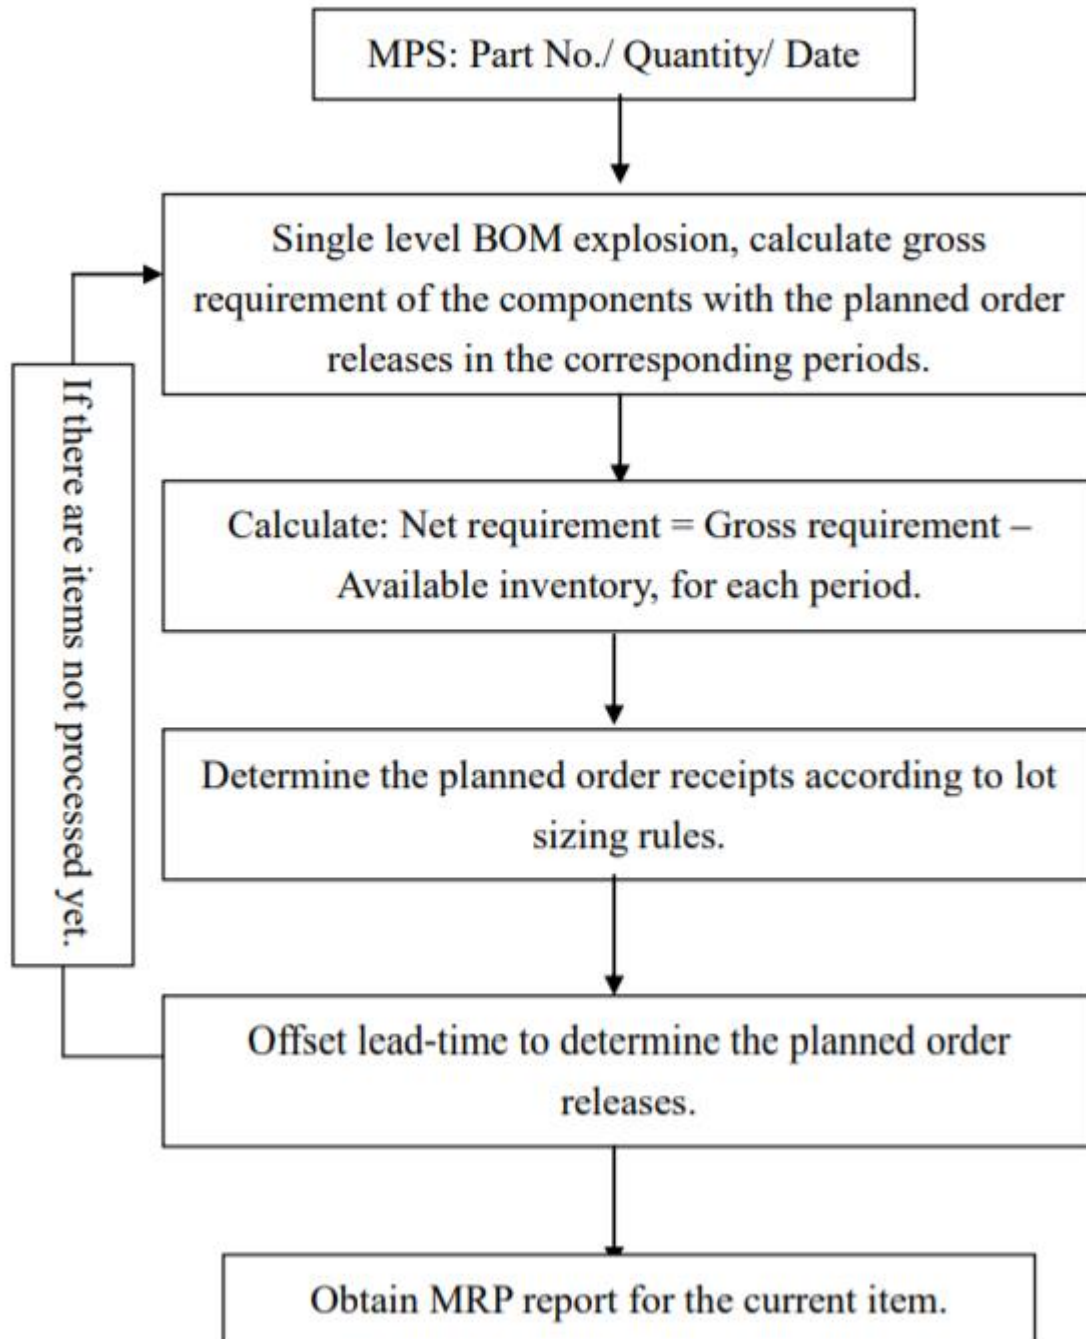 MPS: Part No./ Quantity/ Date
Single level BOM explosion, calculate gross
requirement of the components with the planned order
releases in the corresponding periods.
If there are items not processed yet.
Calculate: Net requirement = Gross requirement –
Available inventory, for each period.
Determine the planned order receipts according to lot
sizing rules.
Offset lead-time to determine the planned order
releases.
Obtain MRP report for the current item.